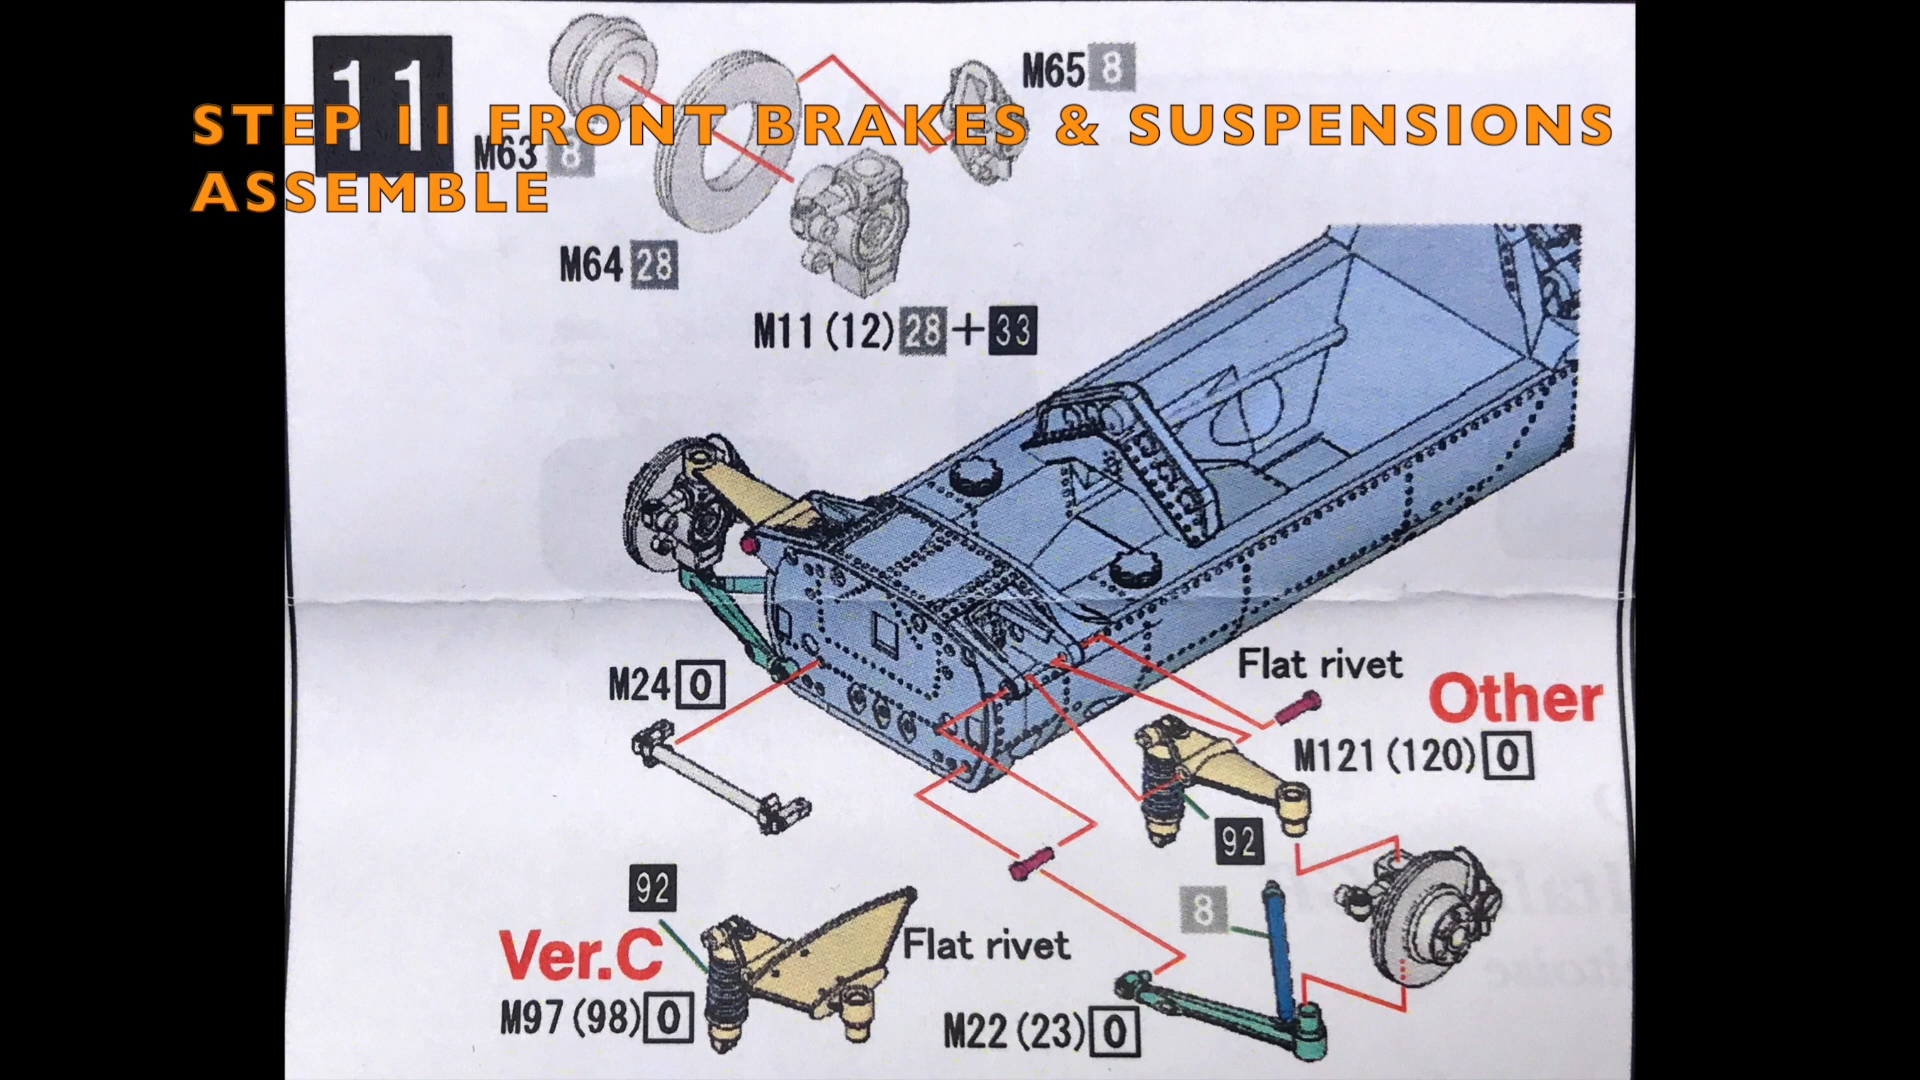 11
M65 8
STEP 11 FRONT BRAKES & SUSPENSIONS
ASSEMBLE
M63 8
M64 28
M11(12) 28+33
Flat rivet
Other
M24 0
M121(120) 0
92
92
8
Ver.C
Flat rivet
M97(98) 0
M22(23) 0